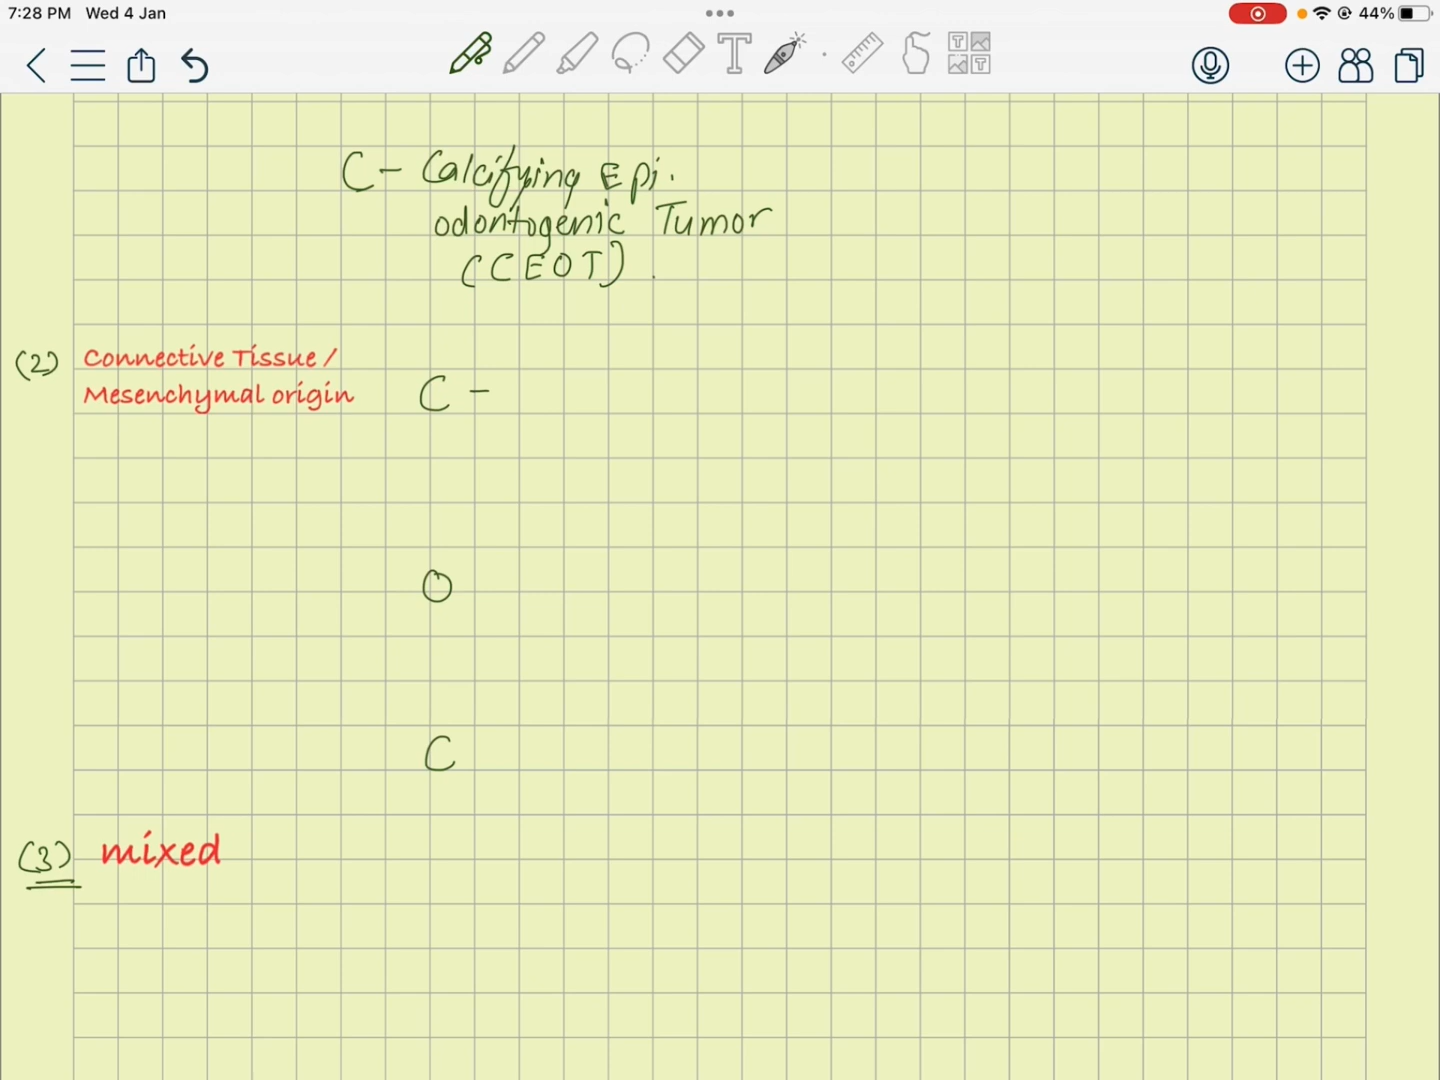 7:28 PM Wed 4 Jan
44%
C - Calcifying Epi.
odontogenic Tumor
(CEOT).
(2) Connective Tissue /
Mesenchymal origin
C -
O
C
(3) mixed